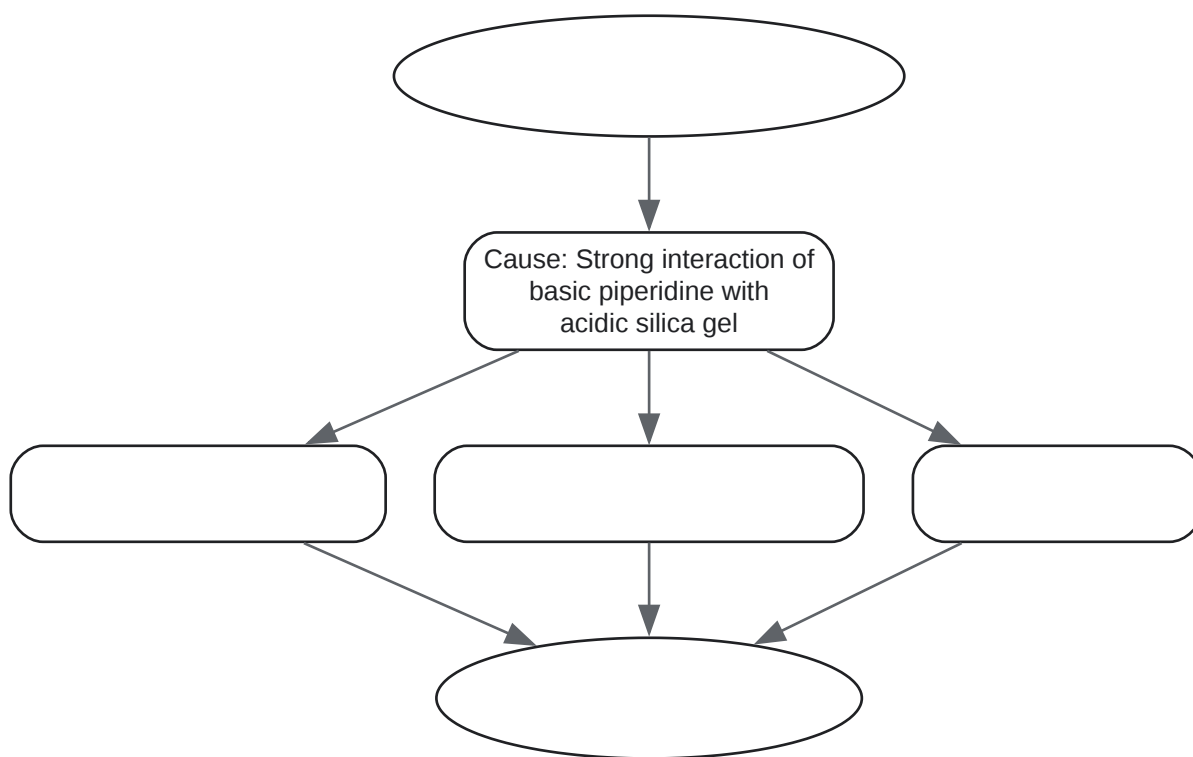 Cause: Strong interaction of
basic piperidine with
acidic silica gel